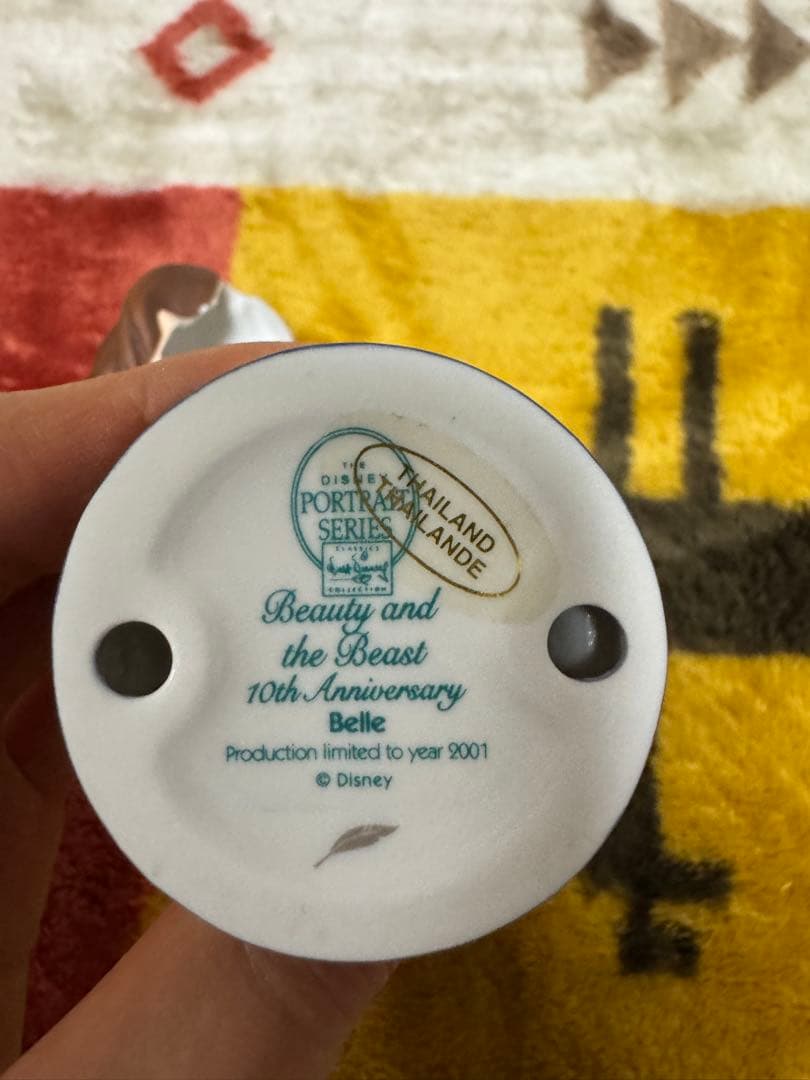 THE
DISNEY
PORTRAIT
SERIES
CLASSICS
Walt Disney
COLLECTION
THAILAND
THAILANDE
Beauty and
the Beast
10th Anniversary
Belle
Production limited to year 2001
© Disney